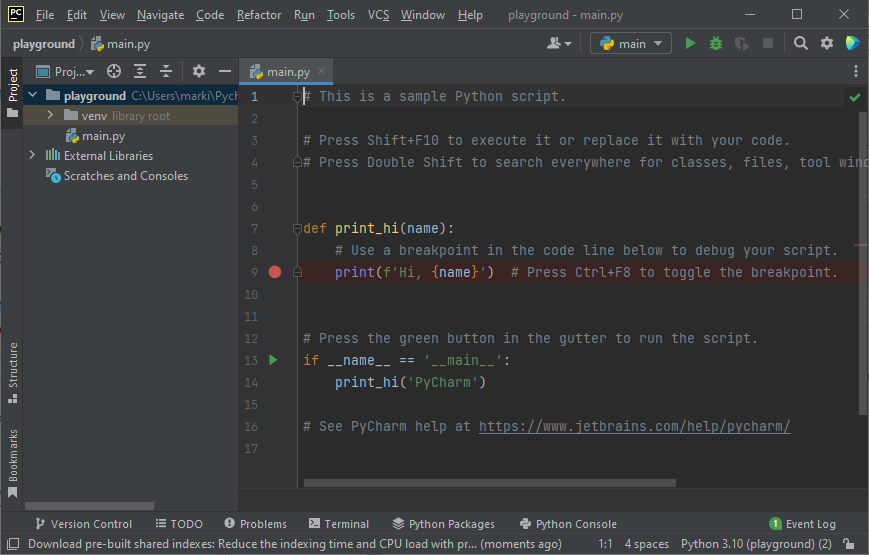 PC File Edit View Navigate Code Refactor Run Tools VCS Window Help playground - main.py
playground main.py main
Project
Proj... main.py
playground C:\Users\marki\Pych
venv library root
main.py
External Libraries
Scratches and Consoles
1 # This is a sample Python script.
2
3 # Press Shift+F10 to execute it or replace it with your code.
4 # Press Double Shift to search everywhere for classes, files, tool wind
5
6
7 def print_hi(name):
8 # Use a breakpoint in the code line below to debug your script.
9 print(f'Hi, {name}') # Press Ctrl+F8 to toggle the breakpoint.
10
11
12 # Press the green button in the gutter to run the script.
13 if __name__ == '__main__':
14 print_hi('PyCharm')
15
16 # See PyCharm help at https://www.jetbrains.com/help/pycharm/
17
Structure
Bookmarks
Version Control TODO Problems Terminal Python Packages Python Console 1 Event Log
Download pre-built shared indexes: Reduce the indexing time and CPU load with pr... (moments ago) 1:1 4 spaces Python 3.10 (playground) (2)